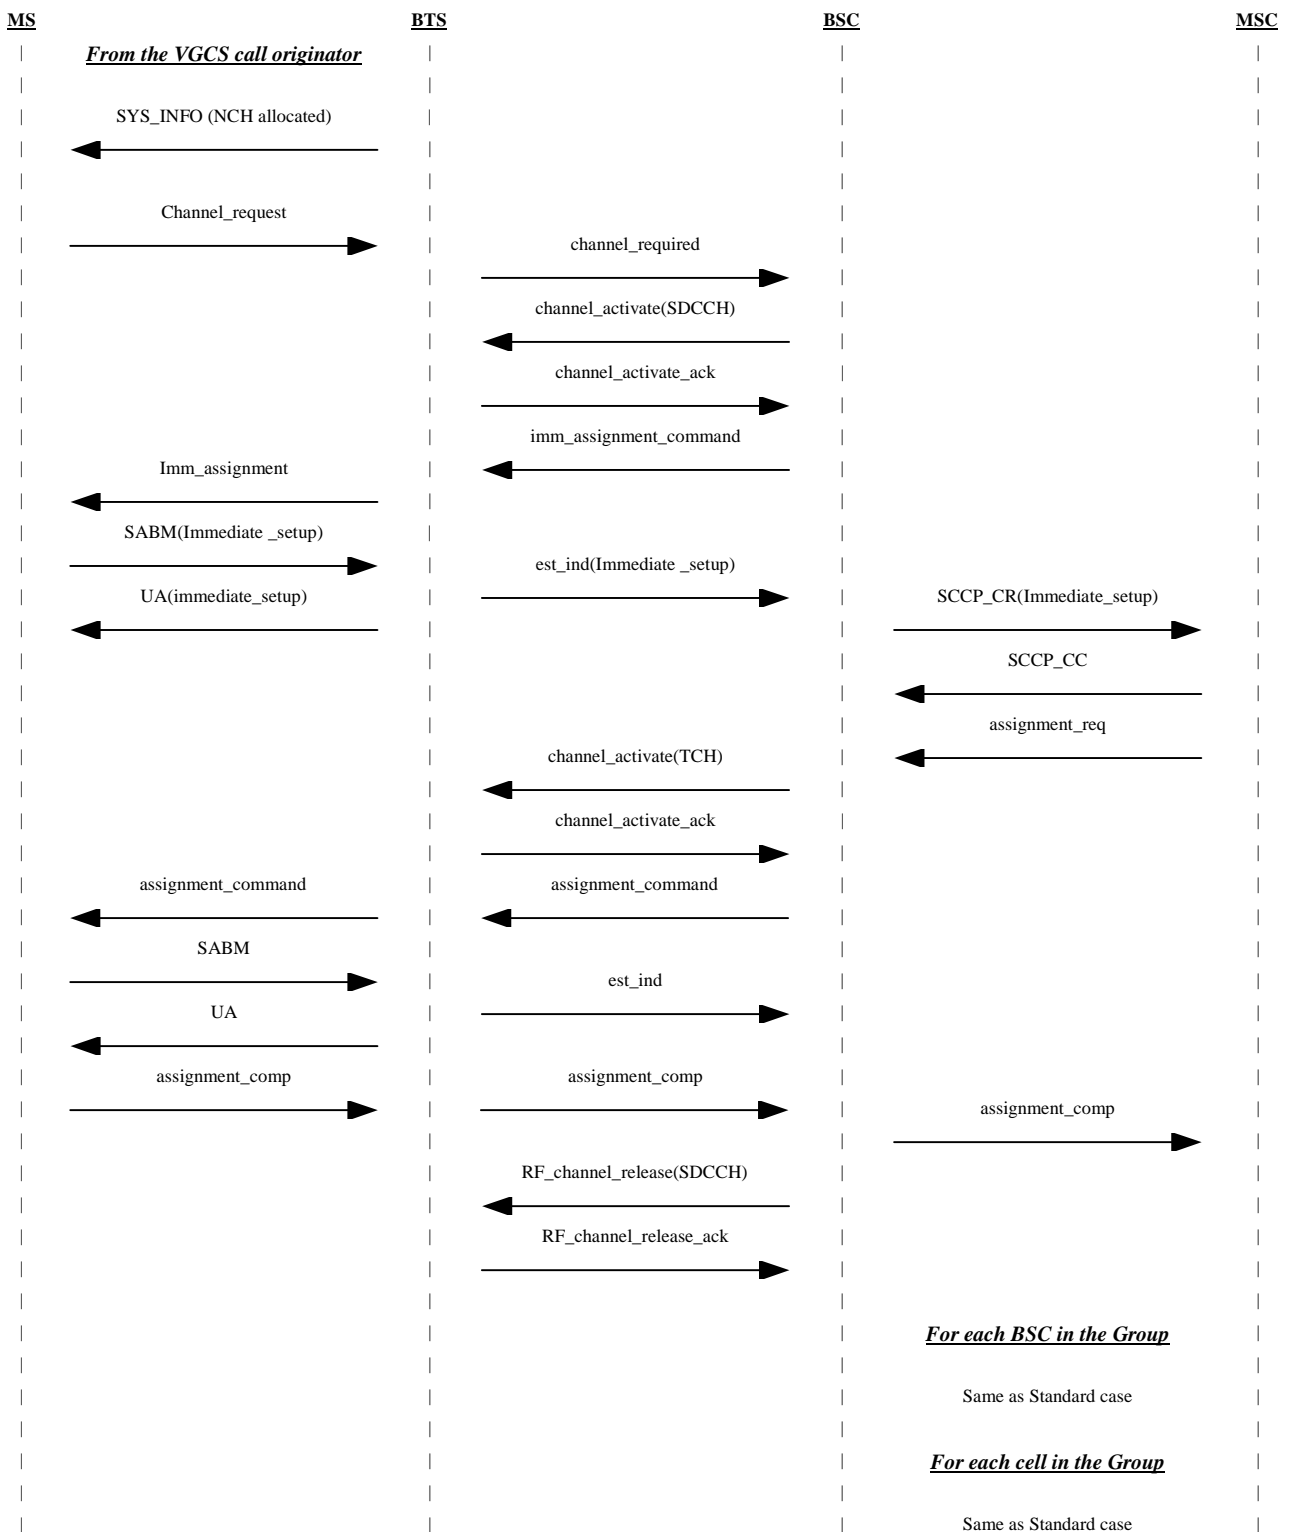 MS BTS BSC MSC
From the VGCS call originator
SYS_INFO (NCH allocated)
Channel_request
channel_required
channel_activate(SDCCH)
channel_activate_ack
imm_assignment_command
Imm_assignment
SABM(Immediate _setup)
est_ind(Immediate _setup)
UA(immediate_setup) SCCP_CR(Immediate_setup)
SCCP_CC
assignment_req
channel_activate(TCH)
channel_activate_ack
assignment_command assignment_command
SABM
est_ind
UA
assignment_comp assignment_comp
assignment_comp
RF_channel_release(SDCCH)
RF_channel_release_ack
For each BSC in the Group
Same as Standard case
For each cell in the Group
Same as Standard case